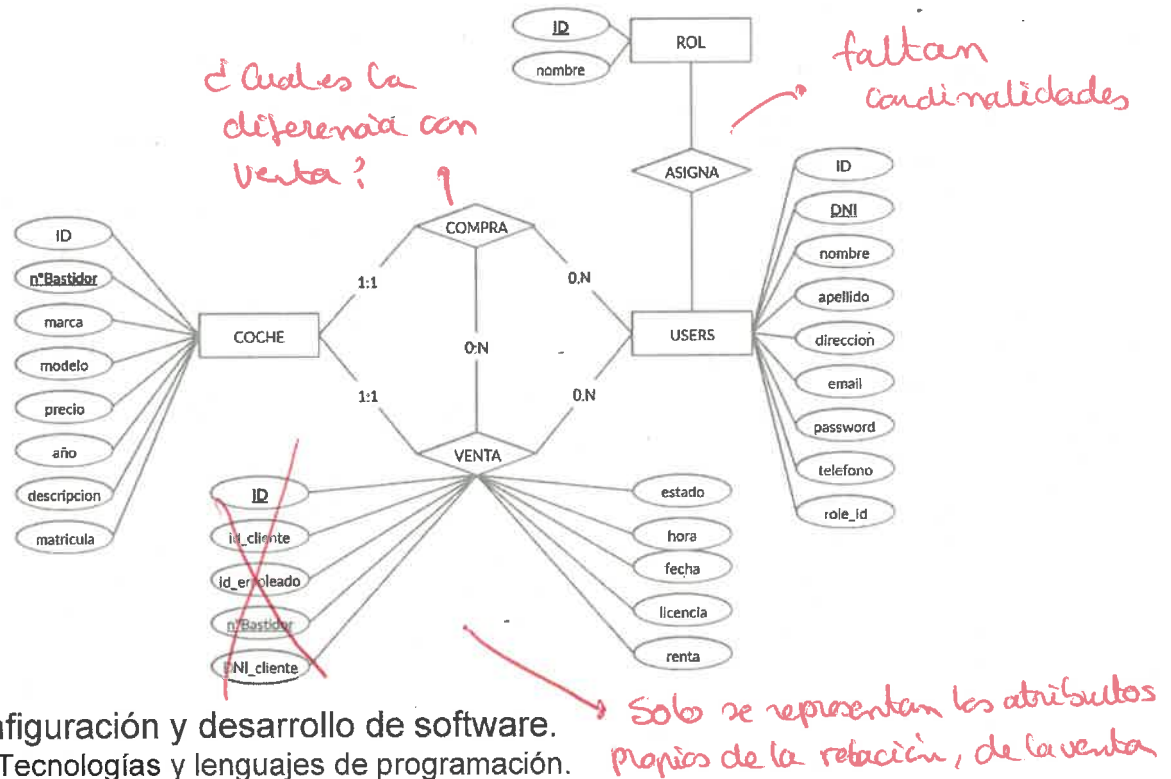 ID
ROL
nombre
faltan
cardinalidades
¿Cual es la
diferencia con
venta?
ASIGNA
COMPRA
ID
DNI
nombre
apellido
direccion
email
password
telefono
role_id
ID
n°Bastidor
marca
modelo
precio
año
descripcion
matricula
COCHE
1:1
0:N
0:N
1:1
0:N
USERS
VENTA
ID
id_cliente
id_empleado
n°Bastidor
DNI_cliente
estado
hora
fecha
licencia
renta
Solo se representan los atributos
propios de la relación, de la venta
nfiguración y desarrollo de software.
Tecnologías y lenguajes de programación.